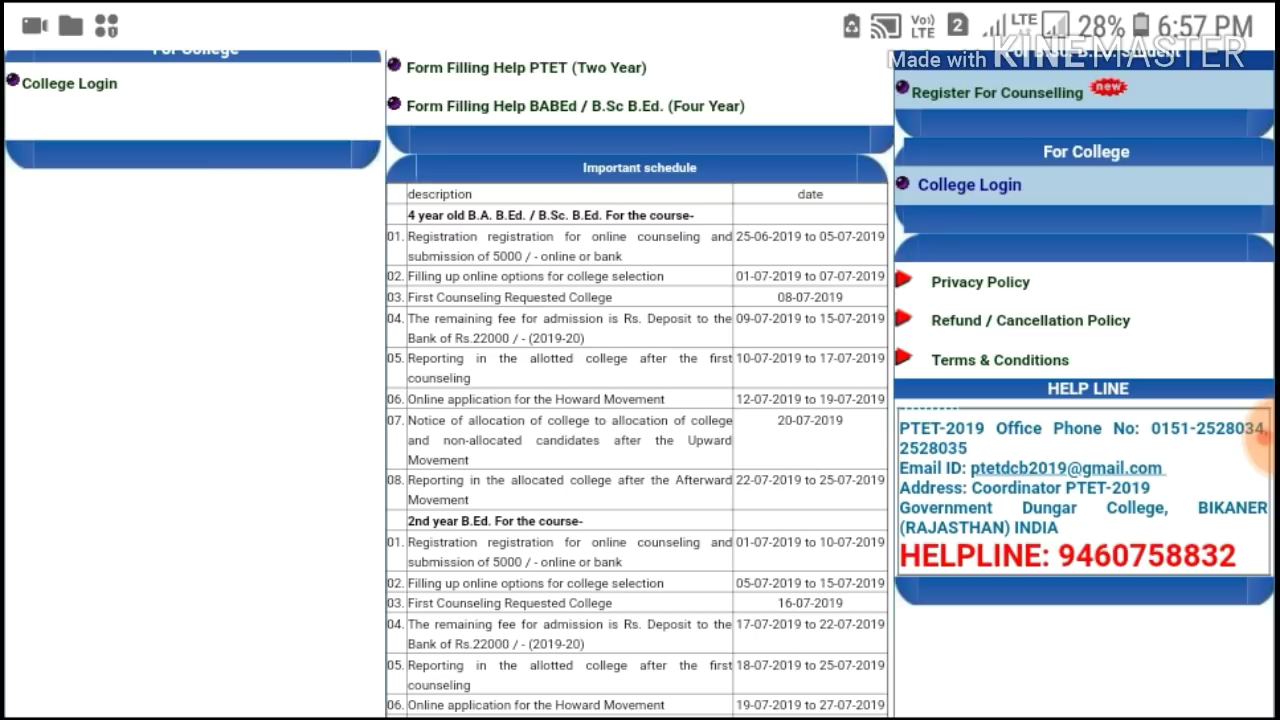 Vo) LTE 2 LTE 28% 6:57 PM
Made with KINEMASTER
For College
College Login
Form Filling Help PTET (Two Year)
Form Filling Help BABEd / B.Sc B.Ed. (Four Year)
Important schedule
description date
4 year old B.A. B.Ed. / B.Sc. B.Ed. For the course-
01. Registration registration for online counseling and 25-06-2019 to 05-07-2019
submission of 5000 / - online or bank
02. Filling up online options for college selection 01-07-2019 to 07-07-2019
03. First Counseling Requested College 08-07-2019
04. The remaining fee for admission is Rs. Deposit to the 09-07-2019 to 15-07-2019
Bank of Rs.22000 / - (2019-20)
05. Reporting in the allotted college after the first 10-07-2019 to 17-07-2019
counseling
06. Online application for the Howard Movement 12-07-2019 to 19-07-2019
07. Notice of allocation of college to allocation of college 20-07-2019
and non-allocated candidates after the Upward
Movement
08. Reporting in the allocated college after the Afterward 22-07-2019 to 25-07-2019
Movement
2nd year B.Ed. For the course-
01. Registration registration for online counseling and 01-07-2019 to 10-07-2019
submission of 5000 / - online or bank
02. Filling up online options for college selection 05-07-2019 to 15-07-2019
03. First Counseling Requested College 16-07-2019
04. The remaining fee for admission is Rs. Deposit to the 17-07-2019 to 22-07-2019
Bank of Rs.22000 / - (2019-20)
05. Reporting in the allotted college after the first 18-07-2019 to 25-07-2019
counseling
06. Online application for the Howard Movement 19-07-2019 to 27-07-2019
Student
Register For Counselling new
For College
College Login
Privacy Policy
Refund / Cancellation Policy
Terms & Conditions
HELP LINE
PTET-2019 Office Phone No: 0151-2528034,
2528035
Email ID: ptetdcb2019@gmail.com
Address: Coordinator PTET-2019
Government Dungar College, BIKANER
(RAJASTHAN) INDIA
HELPLINE: 9460758832